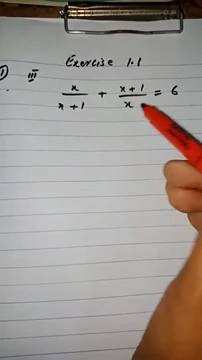 Exercise 1.1
① iii
x/(x+1) + (x+1)/x = 6